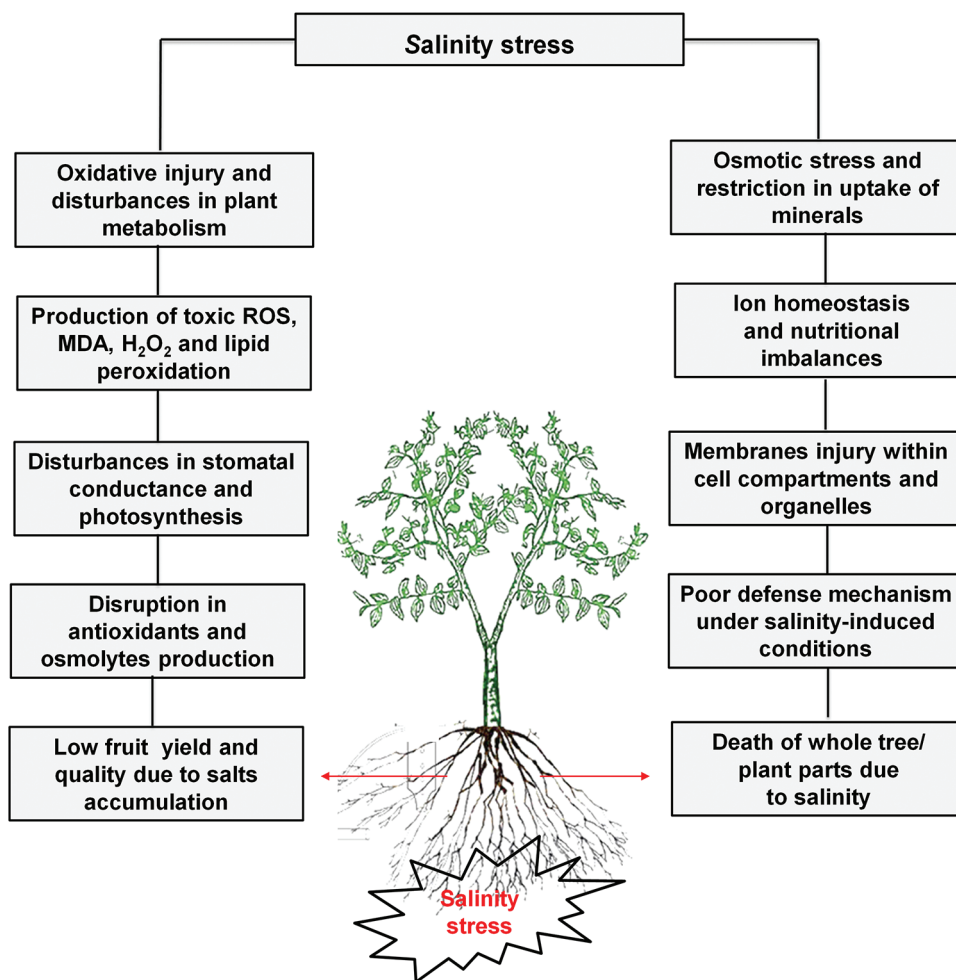 Salinity stress
Oxidative injury and
disturbances in plant
metabolism
Production of toxic ROS,
MDA, H₂O₂ and lipid
peroxidation
Disturbances in stomatal
conductance and
photosynthesis
Disruption in
antioxidants and
osmolytes production
Low fruit yield and
quality due to salts
accumulation
Osmotic stress and
restriction in uptake of
minerals
Ion homeostasis
and nutritional
imbalances
Membranes injury within
cell compartments and
organelles
Poor defense mechanism
under salinity-induced
conditions
Death of whole tree/
plant parts due
to salinity
Salinity
stress